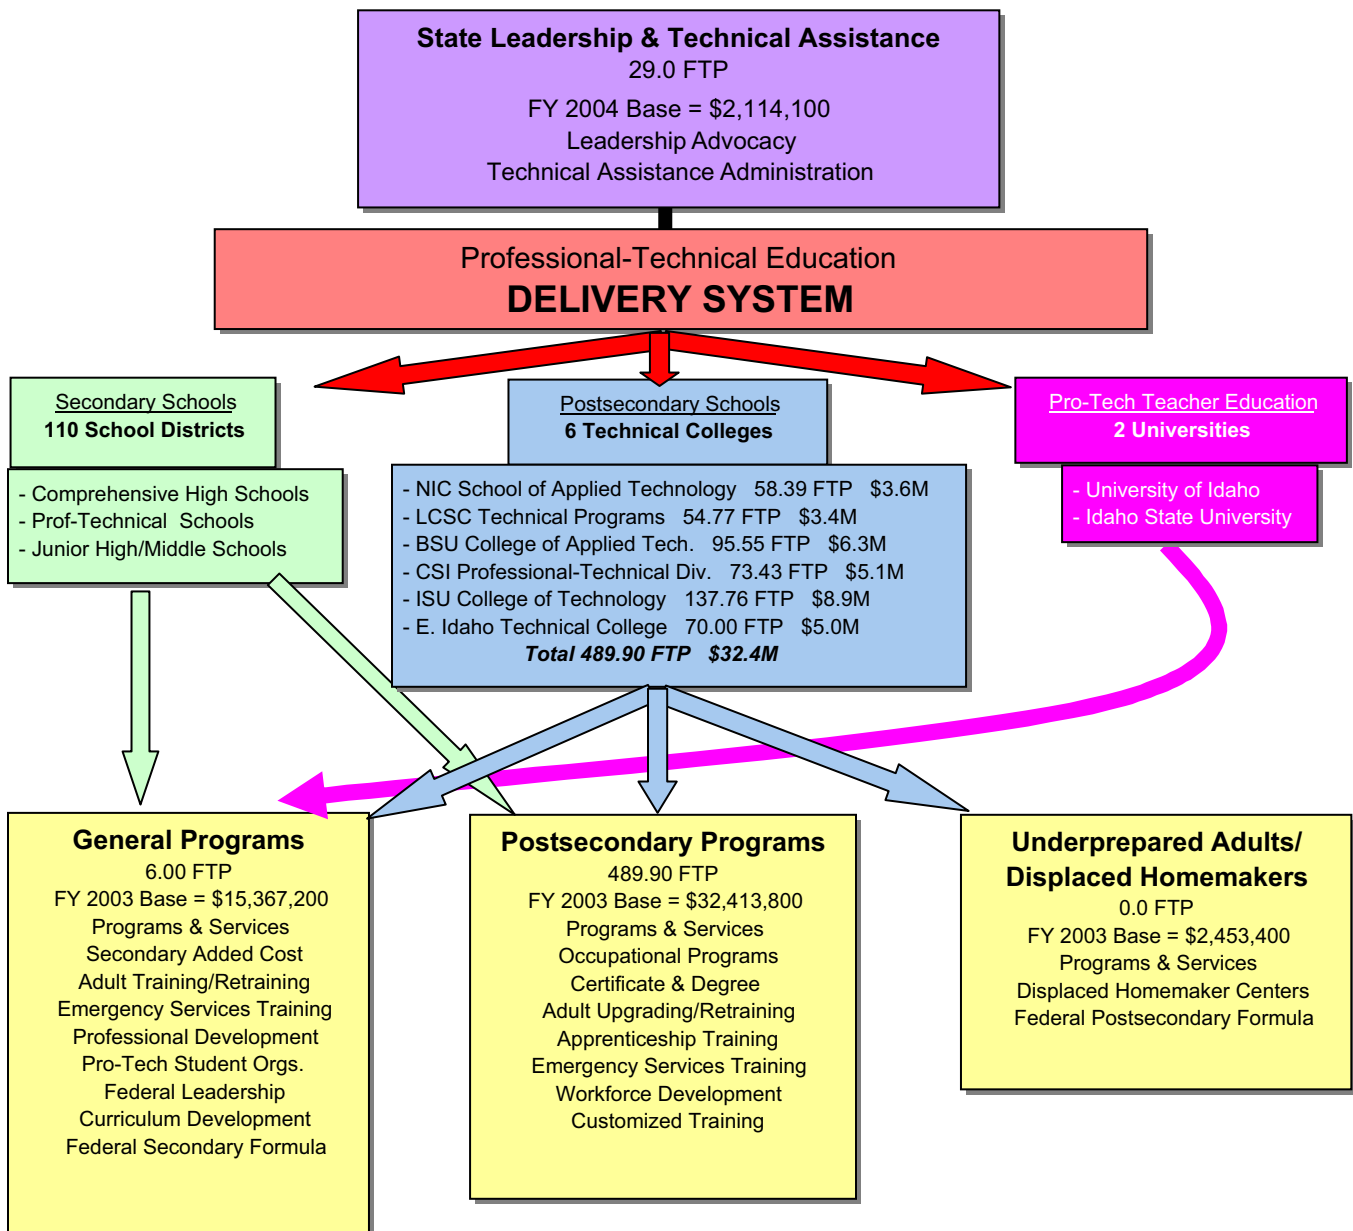 State Leadership & Technical Assistance
29.0 FTP
FY 2004 Base = $2,114,100
Leadership Advocacy
Technical Assistance Administration
Professional-Technical Education
DELIVERY SYSTEM
Secondary Schools
110 School Districts
- Comprehensive High Schools
- Prof-Technical Schools
- Junior High/Middle Schools
Postsecondary Schools
6 Technical Colleges
- NIC School of Applied Technology 58.39 FTP $3.6M
- LCSC Technical Programs 54.77 FTP $3.4M
- BSU College of Applied Tech. 95.55 FTP $6.3M
- CSI Professional-Technical Div. 73.43 FTP $5.1M
- ISU College of Technology 137.76 FTP $8.9M
- E. Idaho Technical College 70.00 FTP $5.0M
Total 489.90 FTP $32.4M
Pro-Tech Teacher Education
2 Universities
- University of Idaho
- Idaho State University
General Programs
6.00 FTP
FY 2003 Base = $15,367,200
Programs & Services
Secondary Added Cost
Adult Training/Retraining
Emergency Services Training
Professional Development
Pro-Tech Student Orgs.
Federal Leadership
Curriculum Development
Federal Secondary Formula
Postsecondary Programs
489.90 FTP
FY 2003 Base = $32,413,800
Programs & Services
Occupational Programs
Certificate & Degree
Adult Upgrading/Retraining
Apprenticeship Training
Emergency Services Training
Workforce Development
Customized Training
Underprepared Adults/
Displaced Homemakers
0.0 FTP
FY 2003 Base = $2,453,400
Programs & Services
Displaced Homemaker Centers
Federal Postsecondary Formula